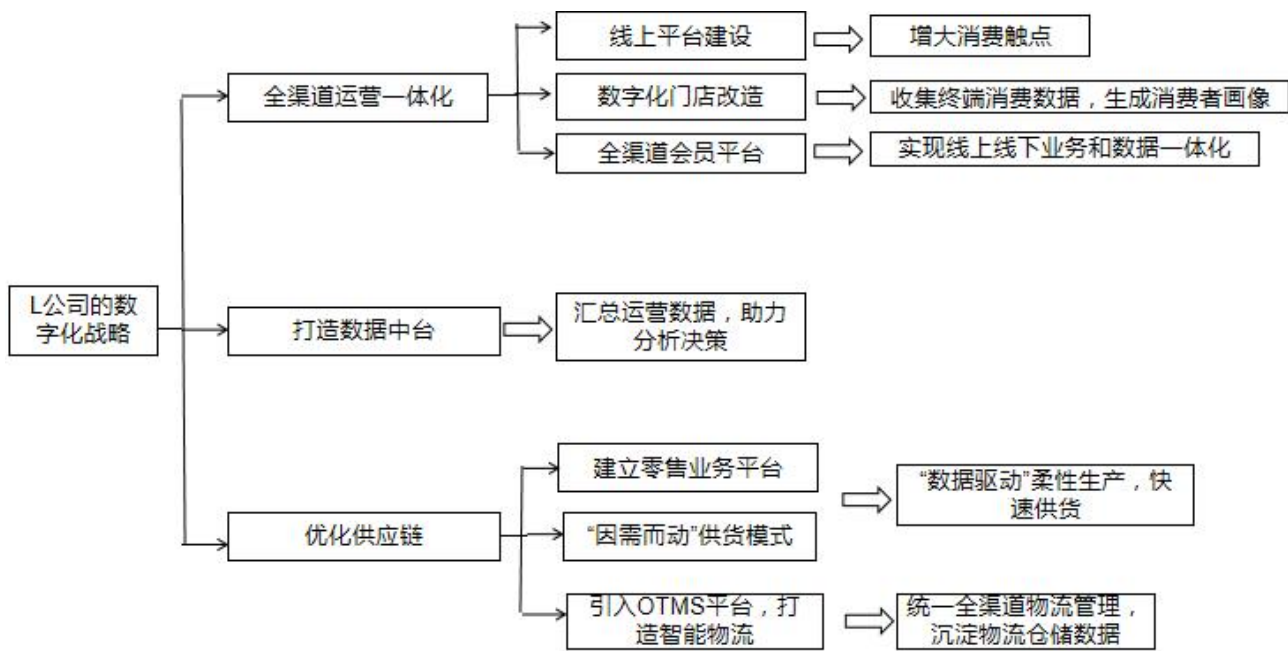 线上平台建设
增大消费触点
全渠道运营一体化
数字化门店改造
收集终端消费数据，生成消费者画像
全渠道会员平台
实现线上线下业务和数据一体化
L公司的数
字化战略
打造数据中台
汇总运营数据，助力
分析决策
优化供应链
建立零售业务平台
“因需而动”供货模式
“数据驱动”柔性生产，快
速供货
引入OTMS平台，打
造智能物流
统一全渠道物流管理，
沉淀物流仓储数据